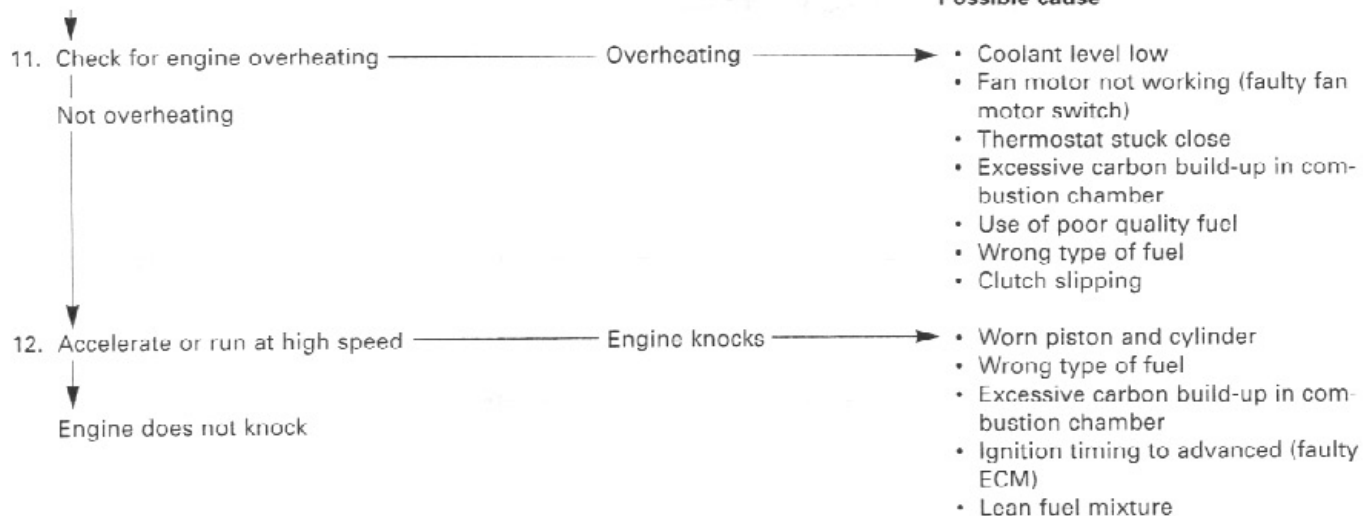 Possible cause
11. Check for engine overheating
Overheating
• Coolant level low
• Fan motor not working (faulty fan
motor switch)
• Thermostat stuck close
• Excessive carbon build-up in com-
bustion chamber
• Use of poor quality fuel
• Wrong type of fuel
• Clutch slipping
Not overheating
12. Accelerate or run at high speed
Engine knocks
• Worn piston and cylinder
• Wrong type of fuel
• Excessive carbon build-up in com-
bustion chamber
• Ignition timing to advanced (faulty
ECM)
• Lean fuel mixture
Engine does not knock